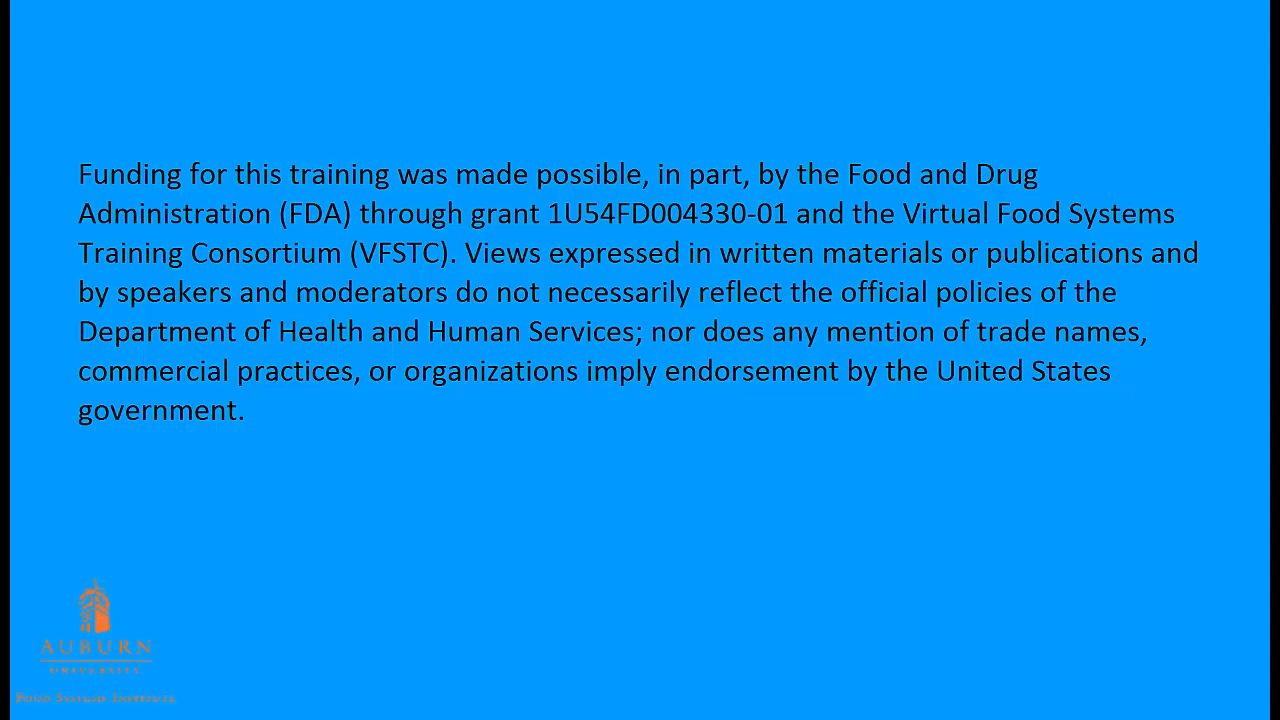 Funding for this training was made possible, in part, by the Food and Drug
Administration (FDA) through grant 1U54FD004330-01 and the Virtual Food Systems
Training Consortium (VFSTC). Views expressed in written materials or publications and
by speakers and moderators do not necessarily reflect the official policies of the
Department of Health and Human Services; nor does any mention of trade names,
commercial practices, or organizations imply endorsement by the United States
government.
AUBURN
UNIVERSITY
FOOD SYSTEMS INSTITUTE